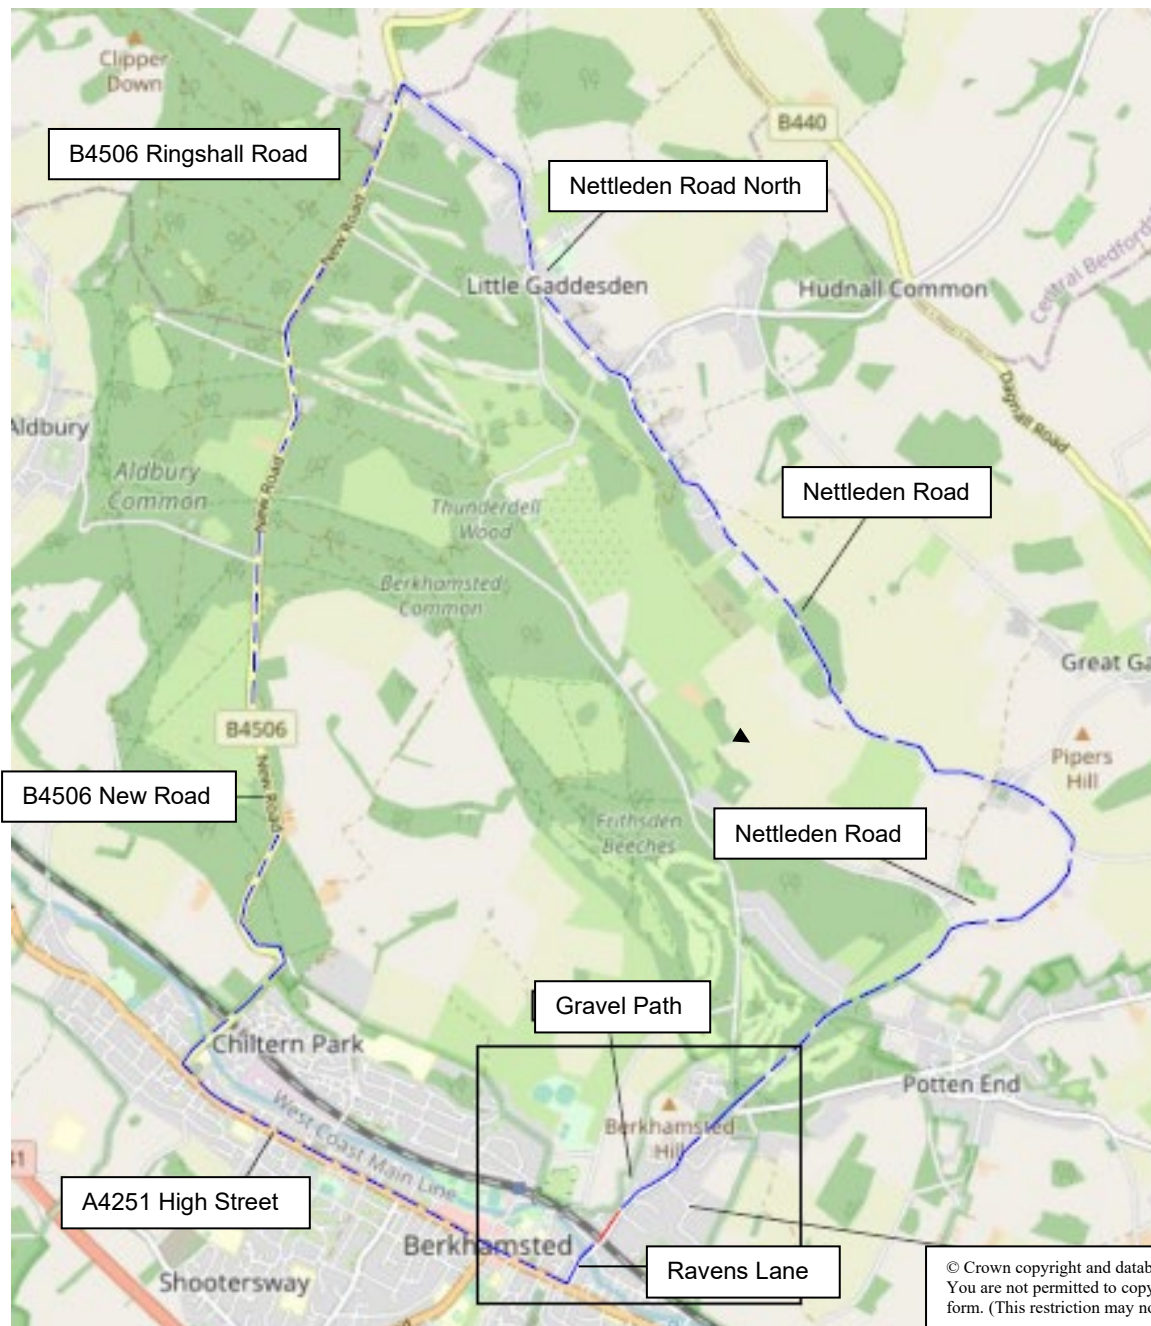 Clipper
Down
B4506 Ringshall Road
B440
Nettleden Road North
New Road
Little Gaddesden
Hudnall Common
Central Bedford
Dagnall Road
Aldbury
Aldbury
Common
New Road
Nettleden Road
Thunderdell
Wood
Berkhamsted
Common
Great Ga
B4506
Pipers
Hill
New Road
B4506 New Road
Nettleden Road
Frithsden
Beeches
Gravel Path
Chiltern Park
Potten End
West Coast Main Line
Berkhamsted
Hill
A4251 High Street
Berkhamsted
Ravens Lane
Shootersway
© Crown copyright and datab
You are not permitted to copy
form. (This restriction may no